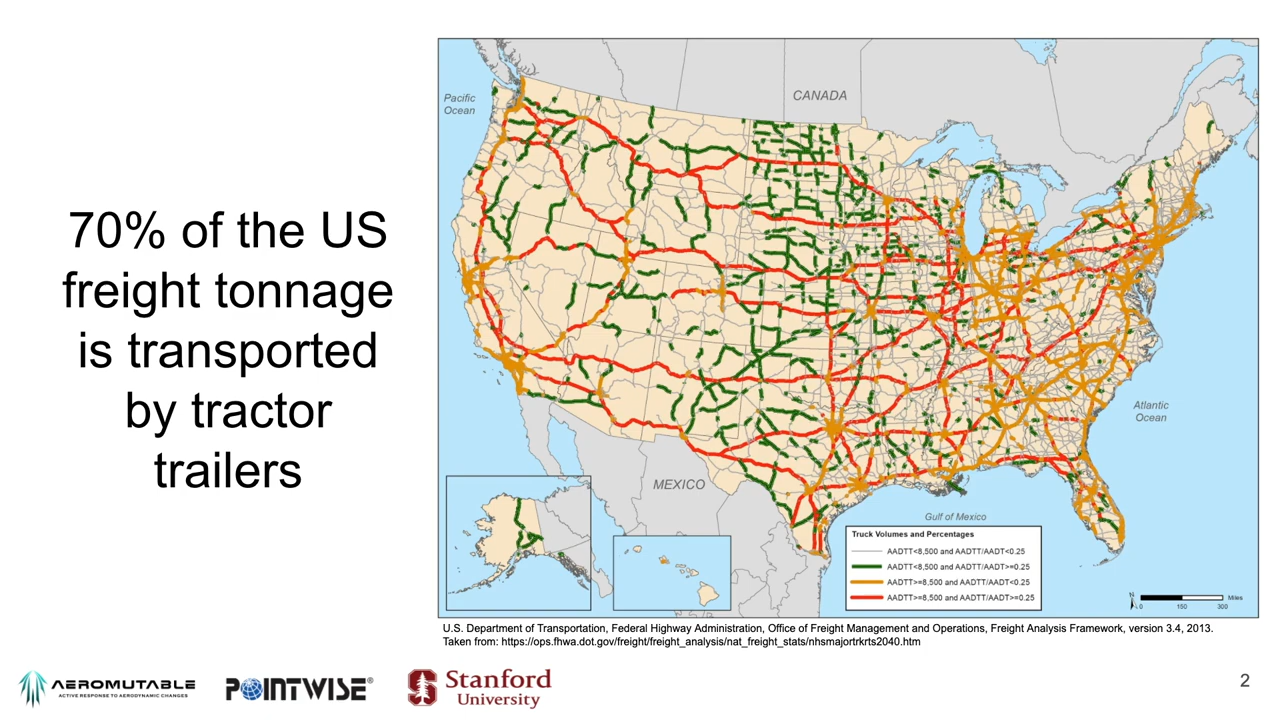 70% of the US
freight tonnage
is transported
by tractor
trailers
Pacific
Ocean
CANADA
Atlantic
Ocean
MEXICO
Gulf of Mexico
Truck Volumes and Percentages
AADTT<8,500 and AADTT/AADT<0.25
AADTT<8,500 and AADTT/AADT>=0.25
AADTT>=8,500 and AADTT/AADT<0.25
AADTT>=8,500 and AADTT/AADT>=0.25
N
Miles
0 150 300
U.S. Department of Transportation, Federal Highway Administration, Office of Freight Management and Operations, Freight Analysis Framework, version 3.4, 2013.
Taken from: https://ops.fhwa.dot.gov/freight/freight_analysis/nat_freight_stats/nhsmajortrkrts2040.htm
AEROMUTABLE
ACTIVE RESPONSE TO AERODYNAMIC CHANGES
POINTWISE®
Stanford
University
2